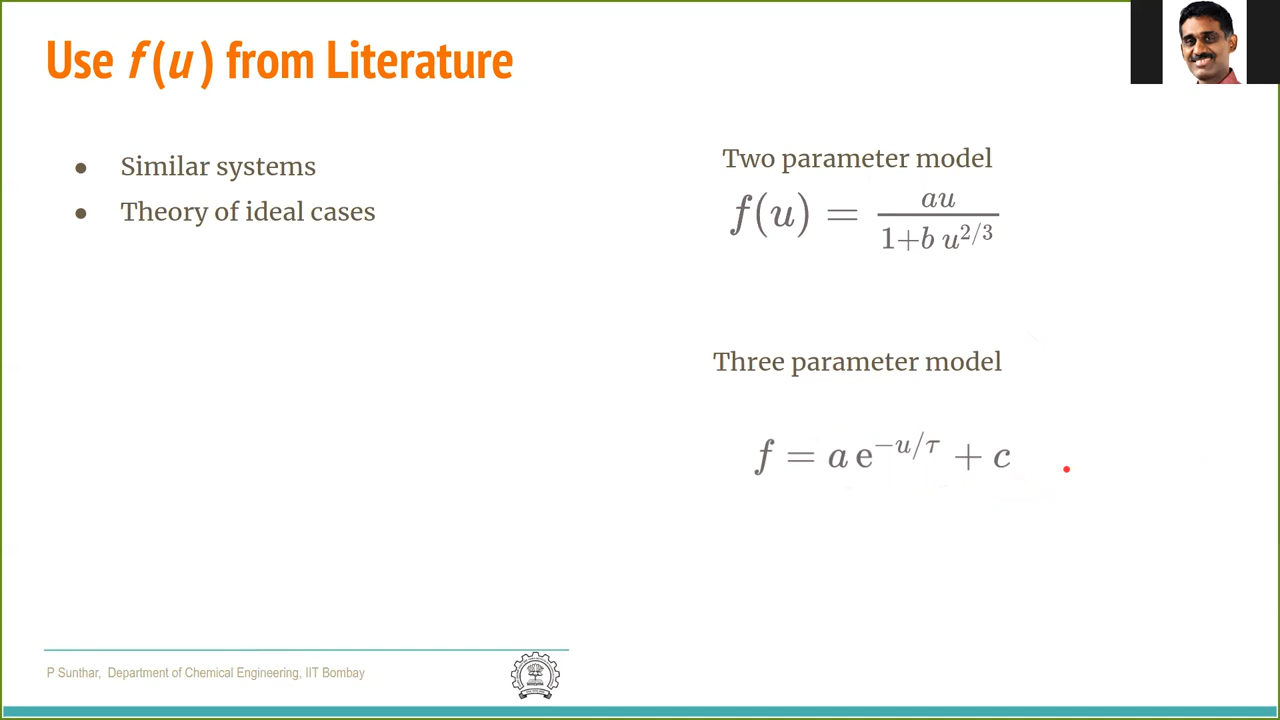 Use f(u) from Literature
● Similar systems
● Theory of ideal cases
Two parameter model
f(u) = au / (1+b u^{2/3})
Three parameter model
f = a e^{−u/τ} + c
P Sunthar, Department of Chemical Engineering, IIT Bombay